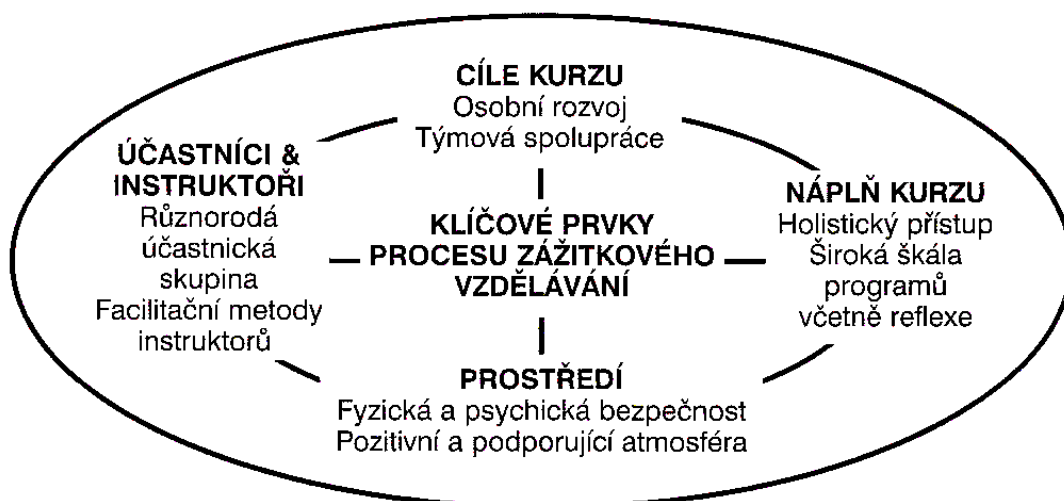 CÍLE KURZU
Osobní rozvoj
Týmová spolupráce
ÚČASTNÍCI &
INSTRUKTOŘI
Různorodá
účastnická
skupina
Facilitační metody
instruktorů
KLÍČOVÉ PRVKY
PROCESU ZÁŽITKOVÉHO
VZDĚLÁVÁNÍ
NÁPLŇ KURZU
Holistický přístup
Široká škála
programů
včetně reflexe
PROSTŘEDÍ
Fyzická a psychická bezpečnost
Pozitivní a podporující atmosféra